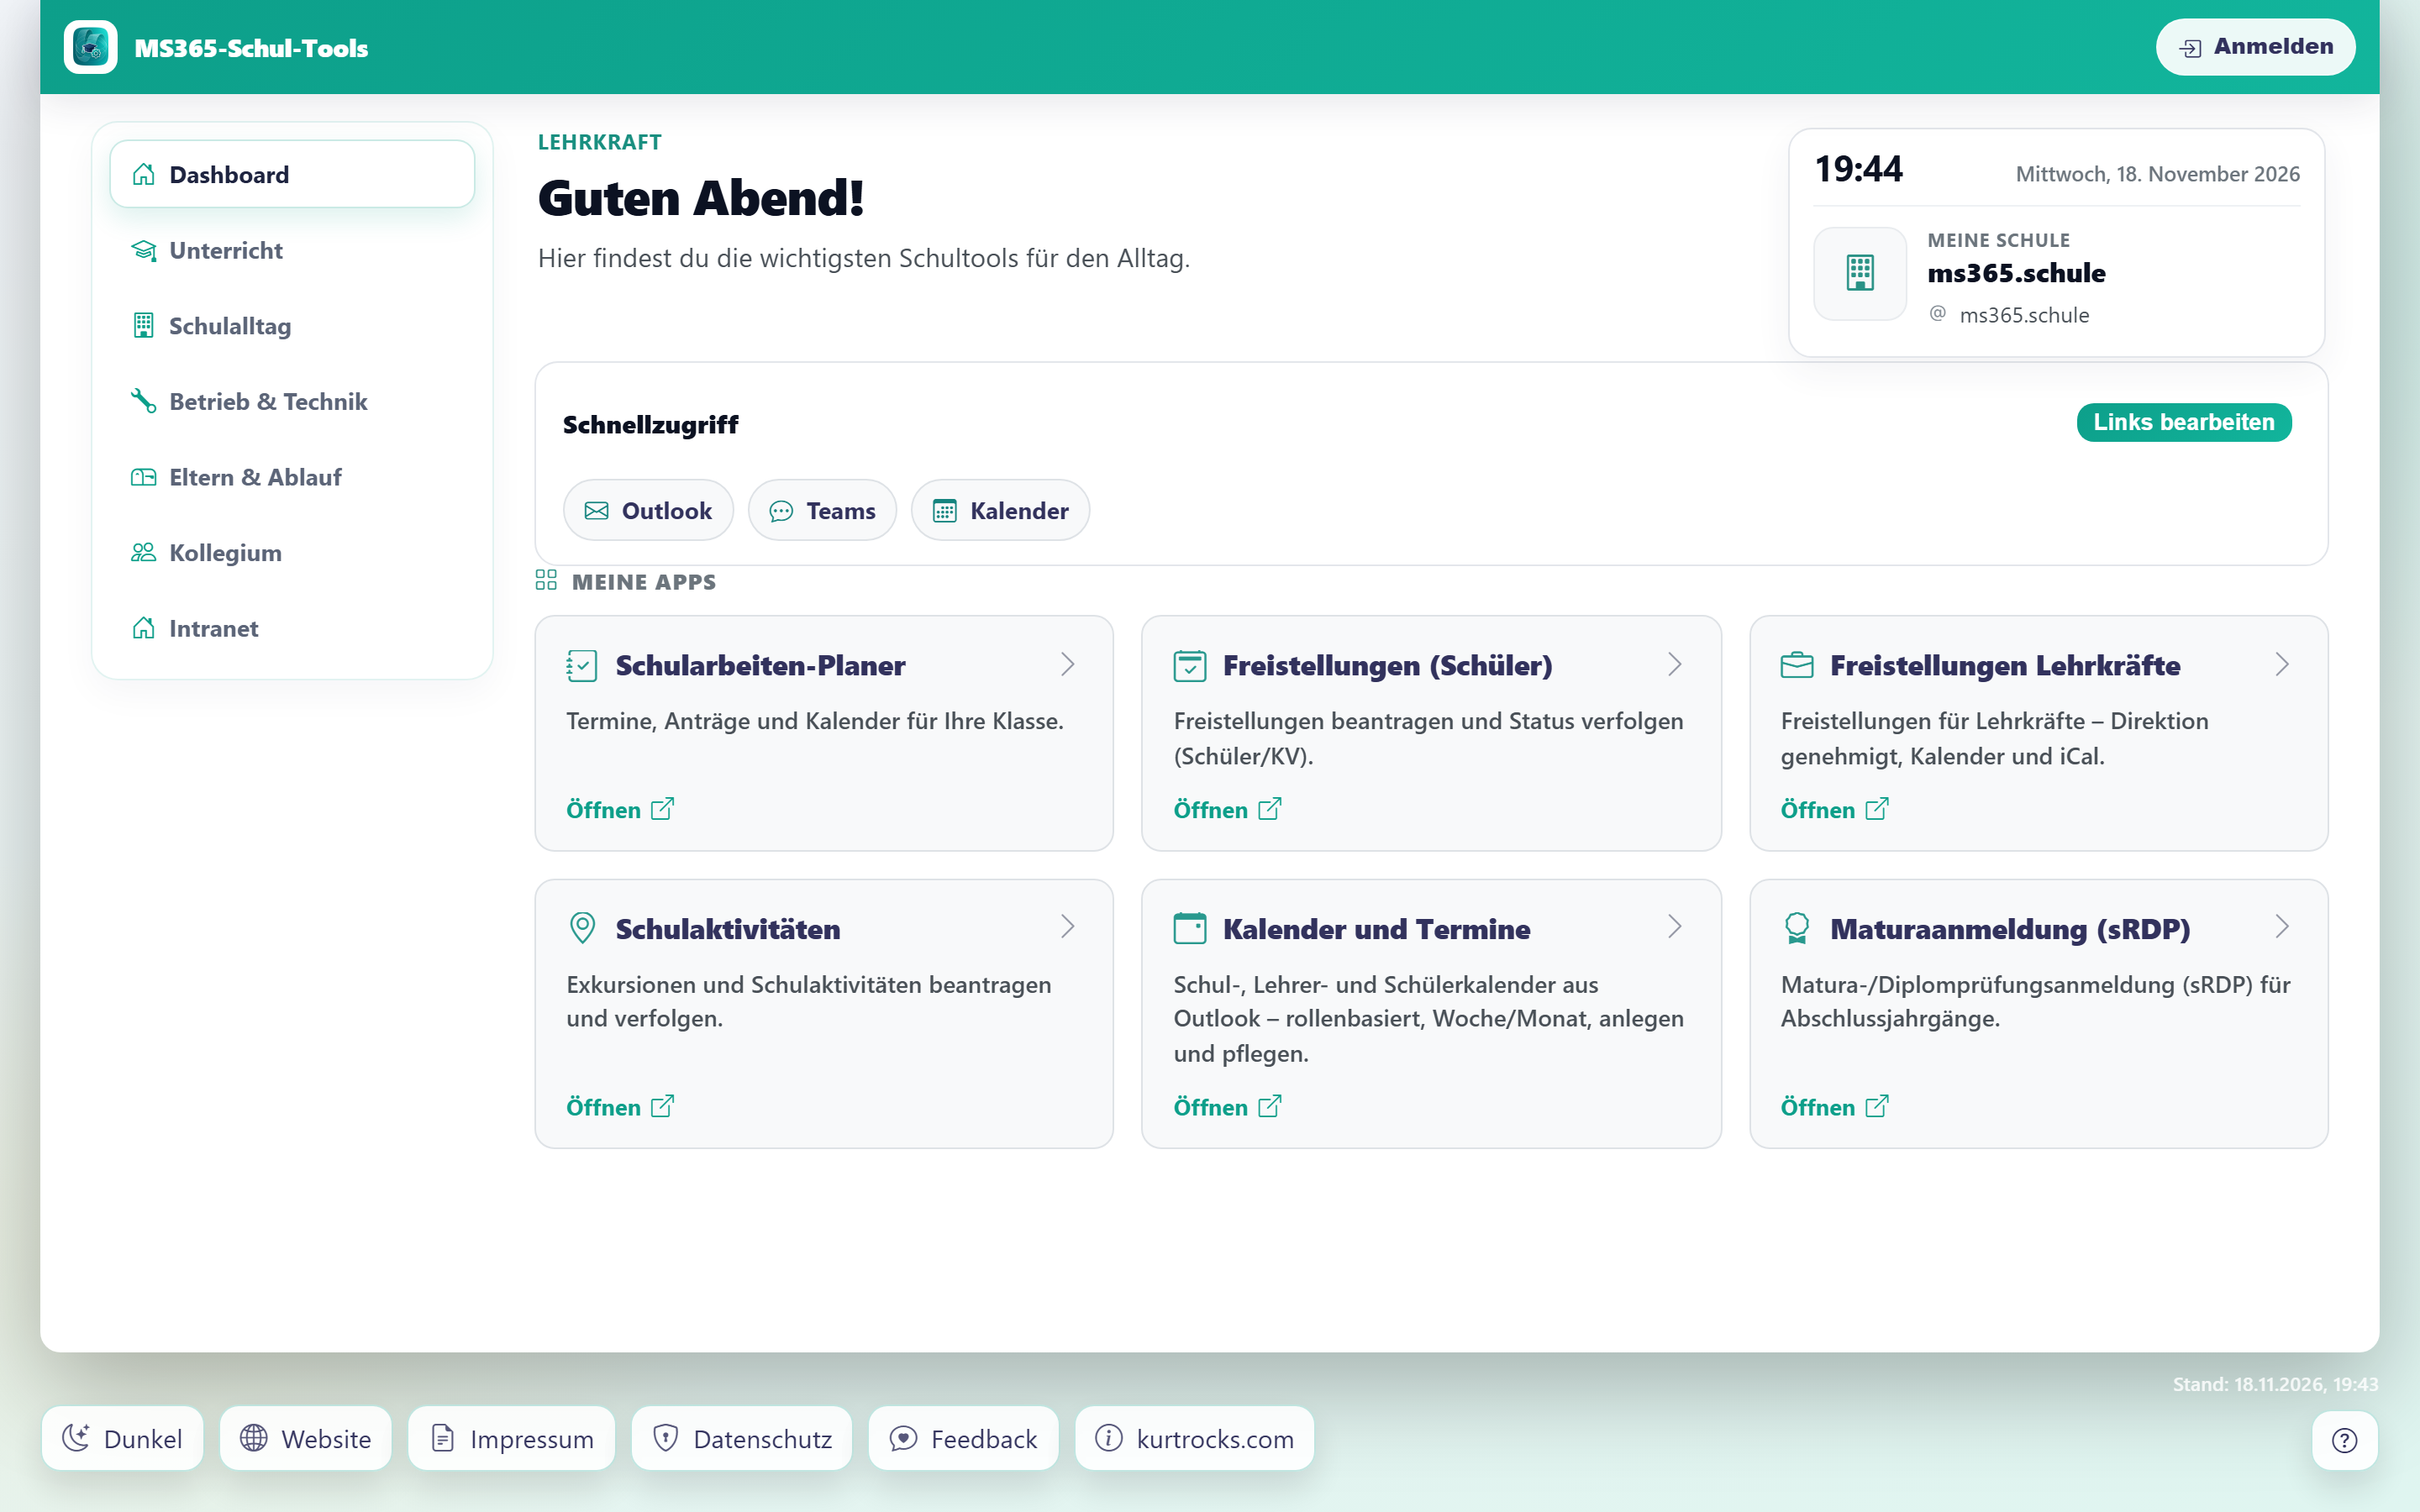 MS365-Schul-Tools
Anmelden
Dashboard
Unterricht
Schulalltag
Betrieb & Technik
Eltern & Ablauf
Kollegium
Intranet
LEHRKRAFT
Guten Abend!
Hier findest du die wichtigsten Schultools für den Alltag.
19:44
Mittwoch, 18. November 2026
MEINE SCHULE
ms365.schule
@ ms365.schule
Schnellzugriff
Links bearbeiten
Outlook
Teams
Kalender
MEINE APPS
Schularbeiten-Planer
Termine, Anträge und Kalender für Ihre Klasse.
Öffnen
Freistellungen (Schüler)
Freistellungen beantragen und Status verfolgen
(Schüler/KV).
Öffnen
Freistellungen Lehrkräfte
Freistellungen für Lehrkräfte – Direktion
genehmigt, Kalender und iCal.
Öffnen
Schulaktivitäten
Exkursionen und Schulaktivitäten beantragen
und verfolgen.
Öffnen
Kalender und Termine
Schul-, Lehrer- und Schülerkalender aus
Outlook – rollenbasiert, Woche/Monat, anlegen
und pflegen.
Öffnen
Maturaanmeldung (sRDP)
Matura-/Diplomprüfungsanmeldung (sRDP) für
Abschlussjahrgänge.
Öffnen
Stand: 18.11.2026, 19:43
Dunkel
Website
Impressum
Datenschutz
Feedback
kurtrocks.com